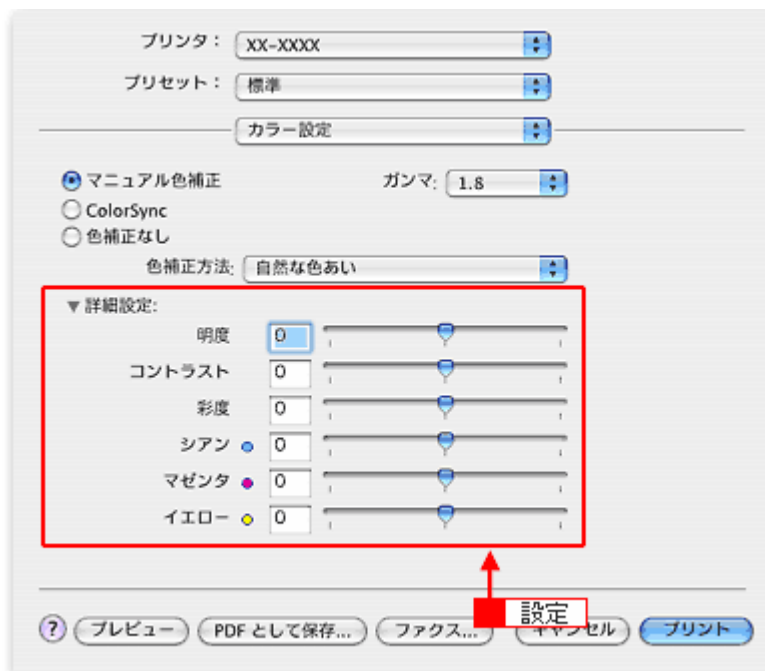 プリンタ： XX-XXXX
プリセット： 標準
カラー設定
マニュアル色補正 ガンマ: 1.8
ColorSync
色補正なし
色補正方法: 自然な色あい
▼詳細設定:
明度 0
コントラスト 0
彩度 0
シアン 0
マゼンタ 0
イエロー 0
設定
? プレビュー PDF として保存... ファクス... キャンセル プリント